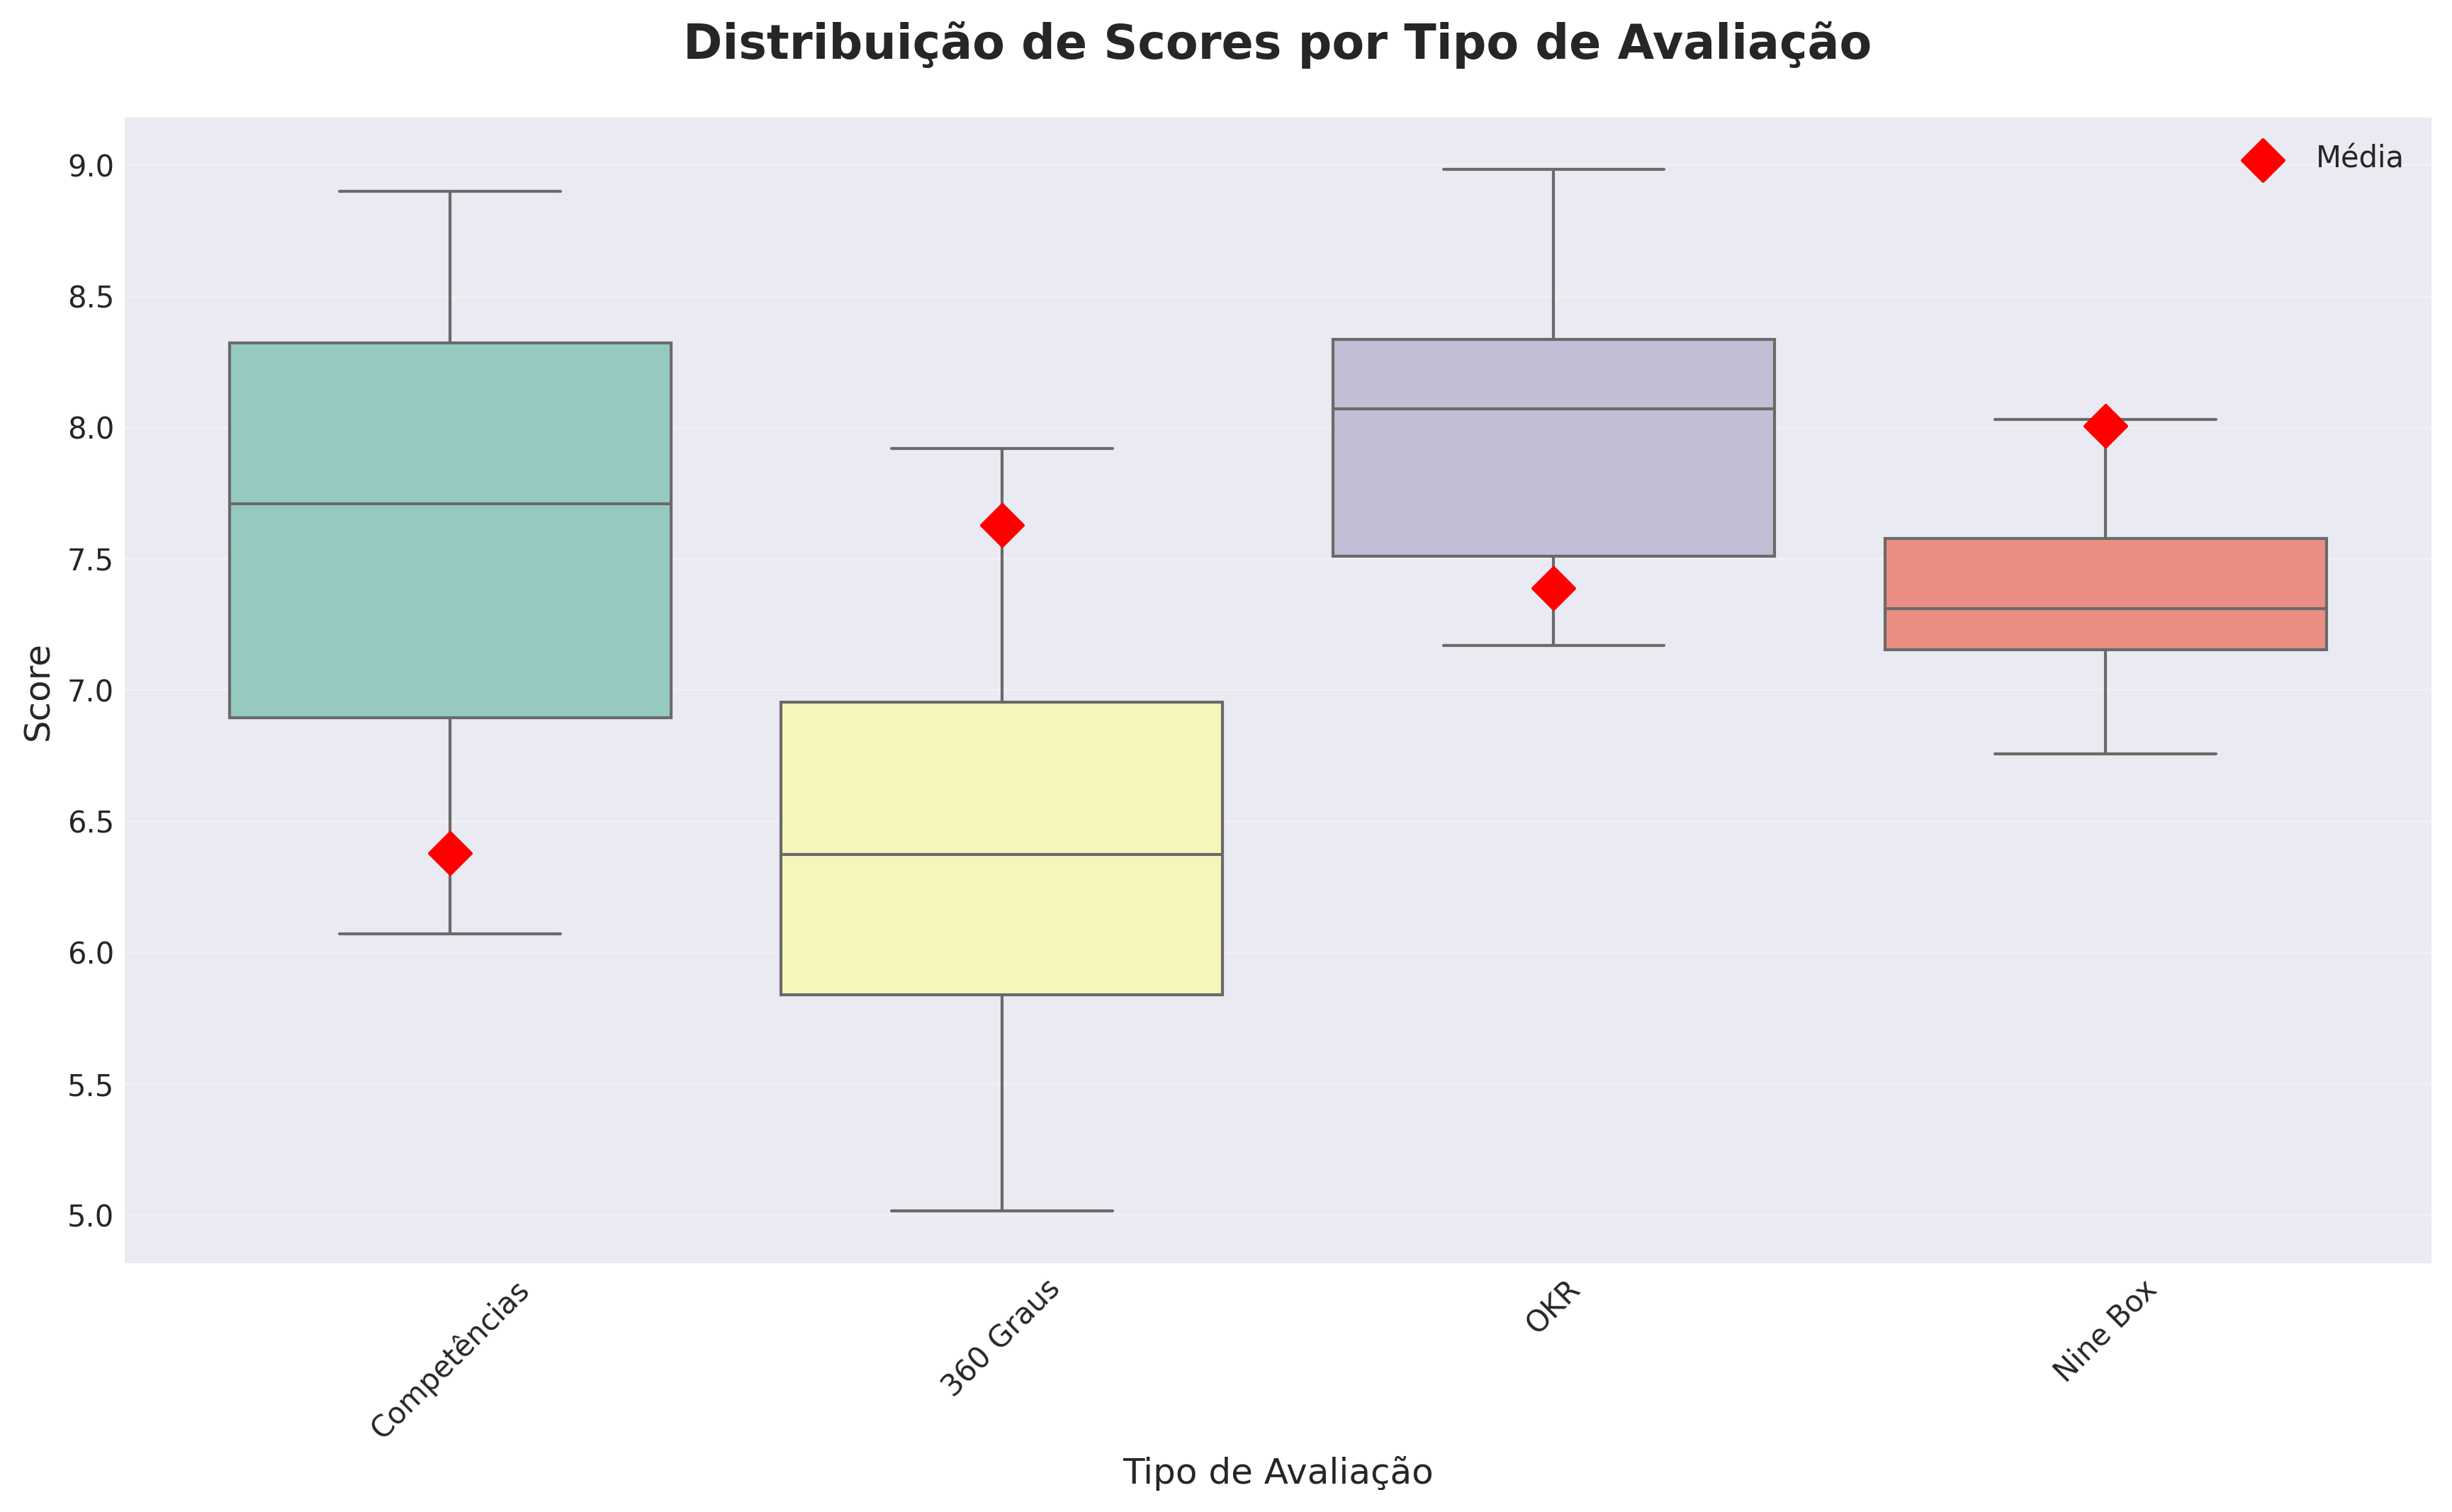 Distribuição de Scores por Tipo de Avaliação
Média
9.0
8.5
8.0
7.5
7.0
6.5
6.0
5.5
5.0
Score
Competências
360 Graus
OKR
Nine Box
Tipo de Avaliação